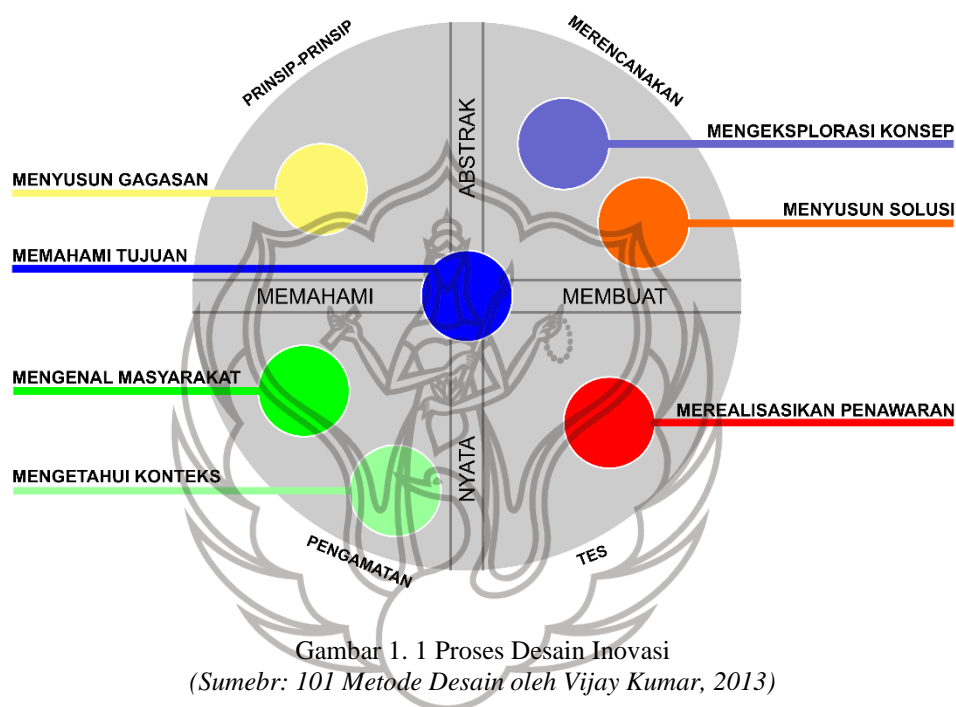 PRINSIP-PRINSIP
MERENCANAKAN
ABSTRAK
MENGEKSPLORASI KONSEP
MENYUSUN GAGASAN
MENYUSUN SOLUSI
MEMAHAMI TUJUAN
MEMAHAMI
MEMBUAT
MENGENAL MASYARAKAT
MEREALISASIKAN PENAWARAN
NYATA
MENGETAHUI KONTEKS
PENGAMATAN
TES
Gambar 1. 1 Proses Desain Inovasi
(Sumebr: 101 Metode Desain oleh Vijay Kumar, 2013)